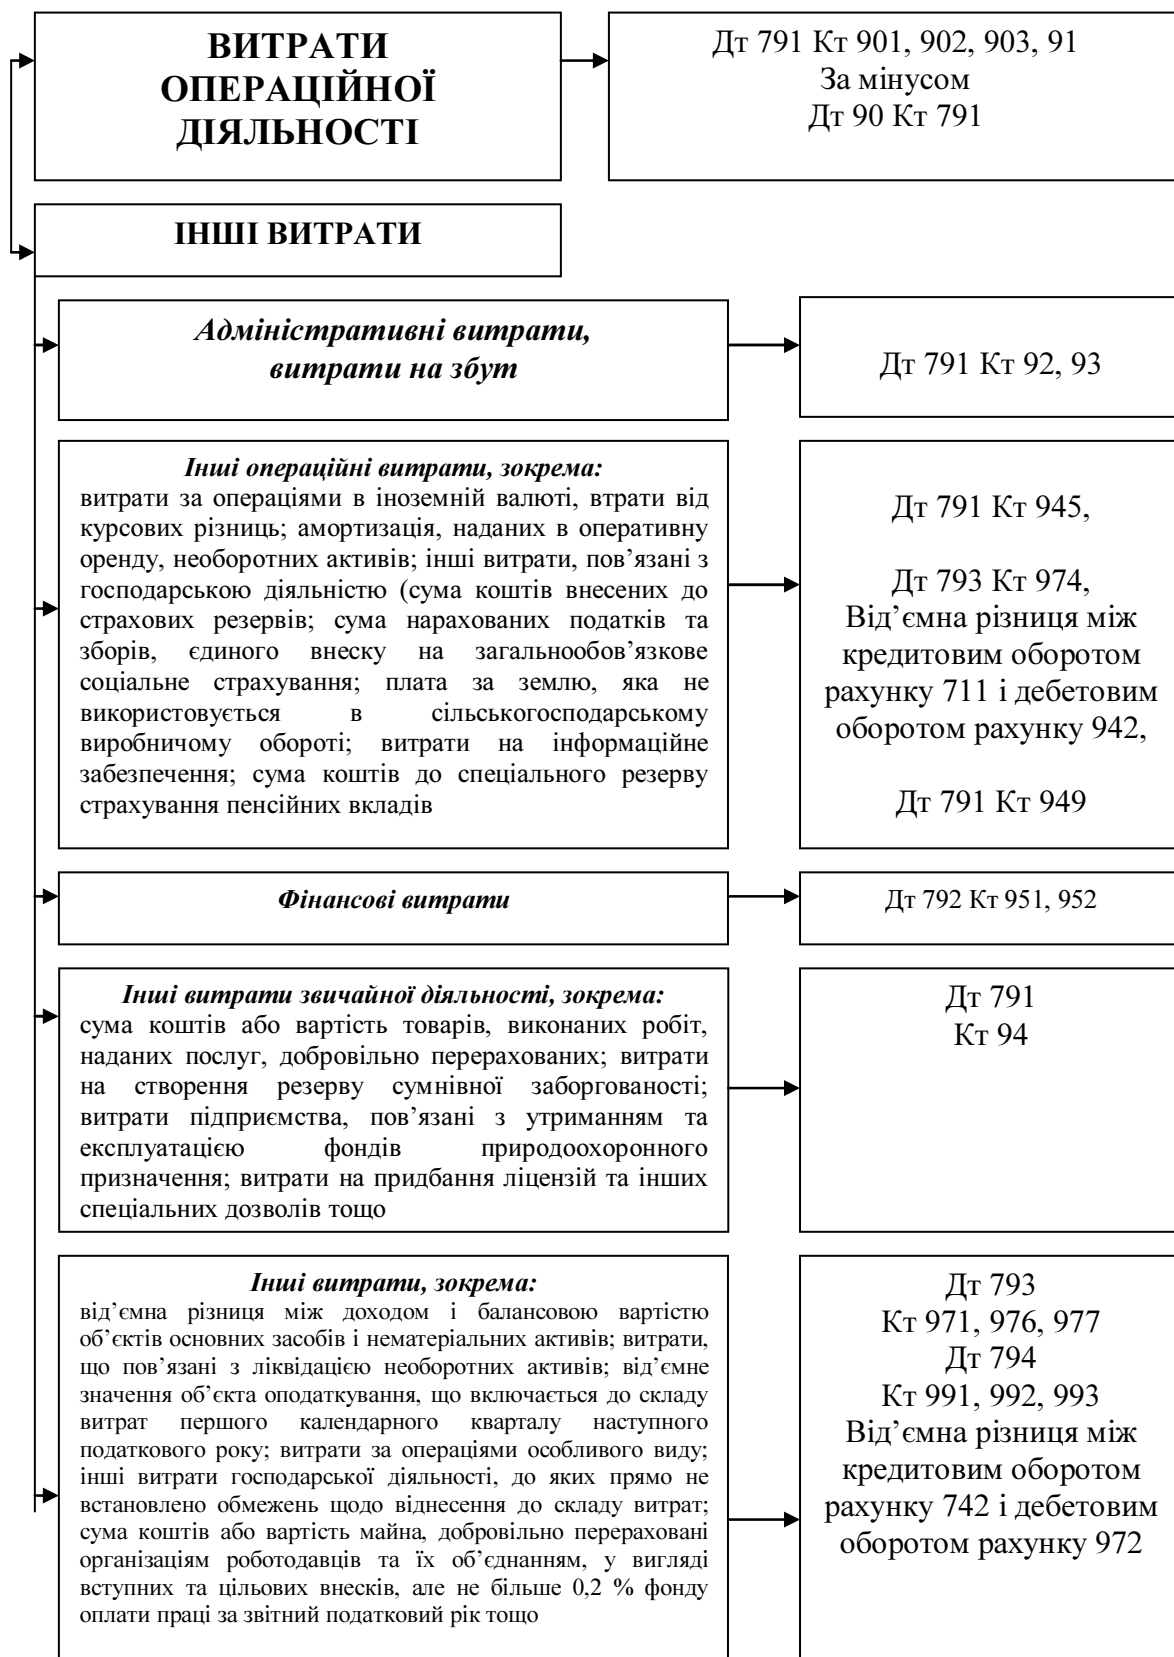 ВИТРАТИ
ОПЕРАЦІЙНОЇ
ДІЯЛЬНОСТІ
Дт 791 Кт 901, 902, 903, 91
За мінусом
Дт 90 Кт 791
ІНШІ ВИТРАТИ
Адміністративні витрати,
витрати на збут
Дт 791 Кт 92, 93
Інші операційні витрати, зокрема:
витрати за операціями в іноземній валюті, втрати від
курсових різниць; амортизація, наданих в оперативну
оренду, необоротних активів; інші витрати, пов’язані з
господарською діяльністю (сума коштів внесених до
страхових резервів; сума нарахованих податків та
зборів, єдиного внеску на загальнообов’язкове
соціальне страхування; плата за землю, яка не
використовується в сільськогосподарському
виробничому обороті; витрати на інформаційне
забезпечення; сума коштів до спеціального резерву
страхування пенсійних вкладів
Дт 791 Кт 945,
Дт 793 Кт 974,
Від’ємна різниця між
кредитовим оборотом
рахунку 711 і дебетовим
оборотом рахунку 942,
Дт 791 Кт 949
Фінансові витрати
Дт 792 Кт 951, 952
Інші витрати звичайної діяльності, зокрема:
сума коштів або вартість товарів, виконаних робіт,
наданих послуг, добровільно перерахованих; витрати
на створення резерву сумнівної заборгованості;
витрати підприємства, пов’язані з утриманням та
експлуатацією фондів природоохоронного
призначення; витрати на придбання ліцензій та інших
спеціальних дозволів тощо
Дт 791
Кт 94
Інші витрати, зокрема:
від’ємна різниця між доходом і балансовою вартістю
об’єктів основних засобів і нематеріальних активів; витрати,
що пов’язані з ліквідацією необоротних активів; від’ємне
значення об’єкта оподаткування, що включається до складу
витрат першого календарного кварталу наступного
податкового року; витрати за операціями особливого виду;
інші витрати господарської діяльності, до яких прямо не
встановлено обмежень щодо віднесення до складу витрат;
сума коштів або вартість майна, добровільно перераховані
організаціям роботодавців та їх об’єднанням, у вигляді
вступних та цільових внесків, але не більше 0,2 % фонду
оплати праці за звітний податковий рік тощо
Дт 793
Кт 971, 976, 977
Дт 794
Кт 991, 992, 993
Від’ємна різниця між
кредитовим оборотом
рахунку 742 і дебетовим
оборотом рахунку 972